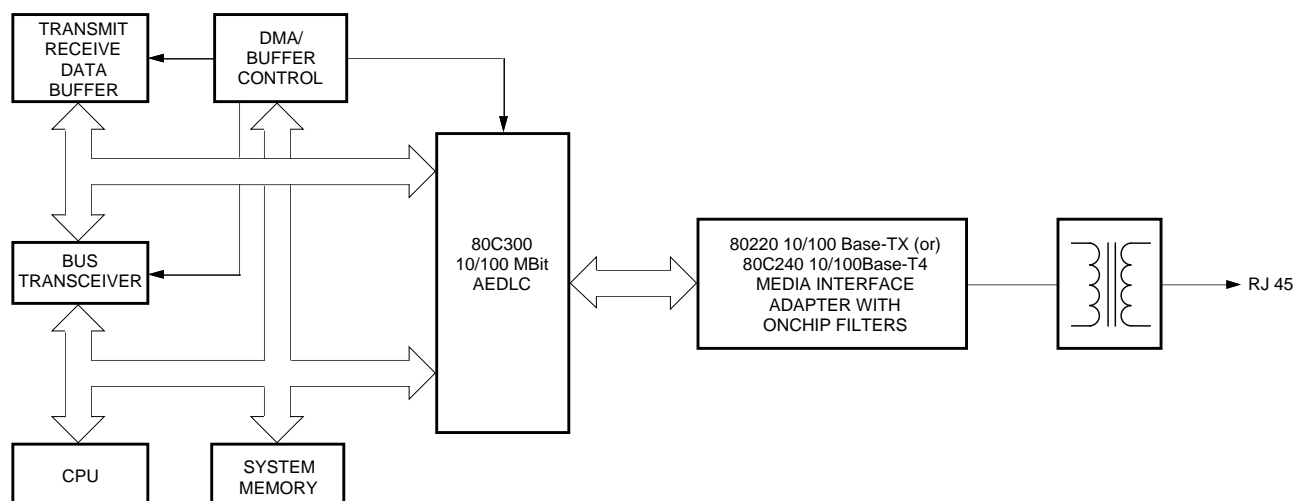 TRANSMIT
RECEIVE
DATA
BUFFER
DMA/
BUFFER
CONTROL
80C300
10/100 MBit
AEDLC
80220 10/100 Base-TX (or)
80C240 10/100Base-T4
MEDIA INTERFACE
ADAPTER WITH
ONCHIP FILTERS
RJ 45
BUS
TRANSCEIVER
CPU
SYSTEM
MEMORY